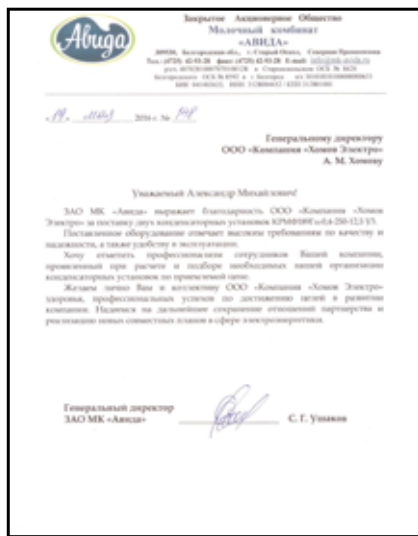 Авида
Закрытое Акционерное Общество
Молочный комбинат
«АВИДА»
Генеральному директору
ООО «Компания «Хомов Электро»
А. М. Хомову
Уважаемый Александр Михайлович!
ЗАО МК «Авида» выражает благодарность ООО «Компания «Хомов
Электро» за поставку двух конденсаторных установок
Поставленное оборудование отвечает высоким требованиям по качеству и
надежности, а также удобству в эксплуатации.
Хочу отметить профессионализм сотрудников Вашей компании,
проявленный при расчете и подборе необходимых нашей организации
конденсаторных установок по приемлемой цене.
Желаем лично Вам и коллективу ООО «Компания «Хомов Электро»
здоровья, профессиональных успехов по достижению целей в развитии
компании. Надеемся на дальнейшее сохранение отношений партнерства и
реализацию новых совместных планов в сфере электроэнергетики.
Генеральный директор
ЗАО МК «Авида»